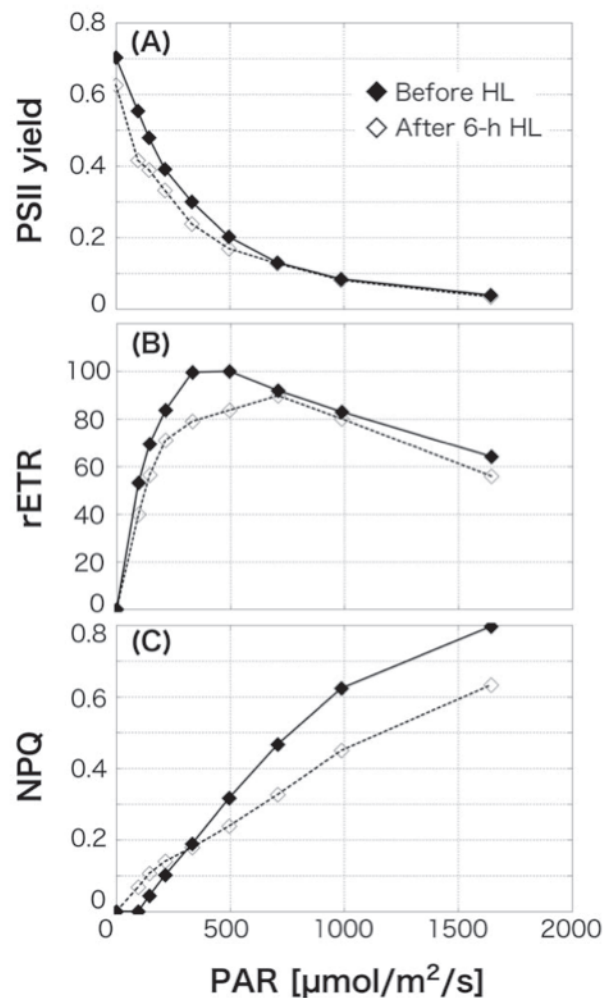 (A)
0.8
0.6
0.4
0.2
0
PSII yield
Before HL
After 6-h HL
(B)
100
80
60
40
20
0
rETR
(C)
0.8
0.6
0.4
0.2
0
NPQ
0 500 1000 1500 2000
PAR [μmol/m²/s]